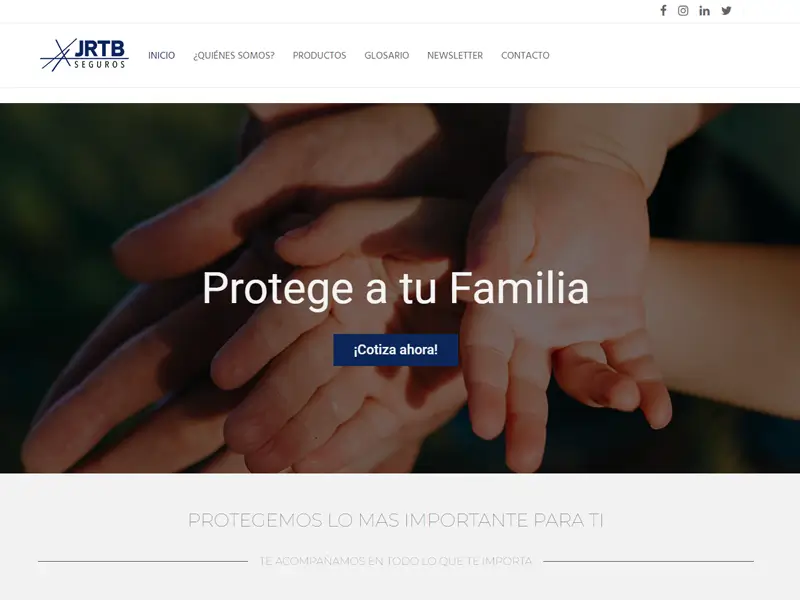 JRTB
SEGUROS
INICIO
¿QUIÉNES SOMOS?
PRODUCTOS
GLOSARIO
NEWSLETTER
CONTACTO
Protege a tu Familia
¡Cotiza ahora!
PROTEGEMOS LO MAS IMPORTANTE PARA TI
TE ACOMPAÑAMOS EN TODO LO QUE TE IMPORTA